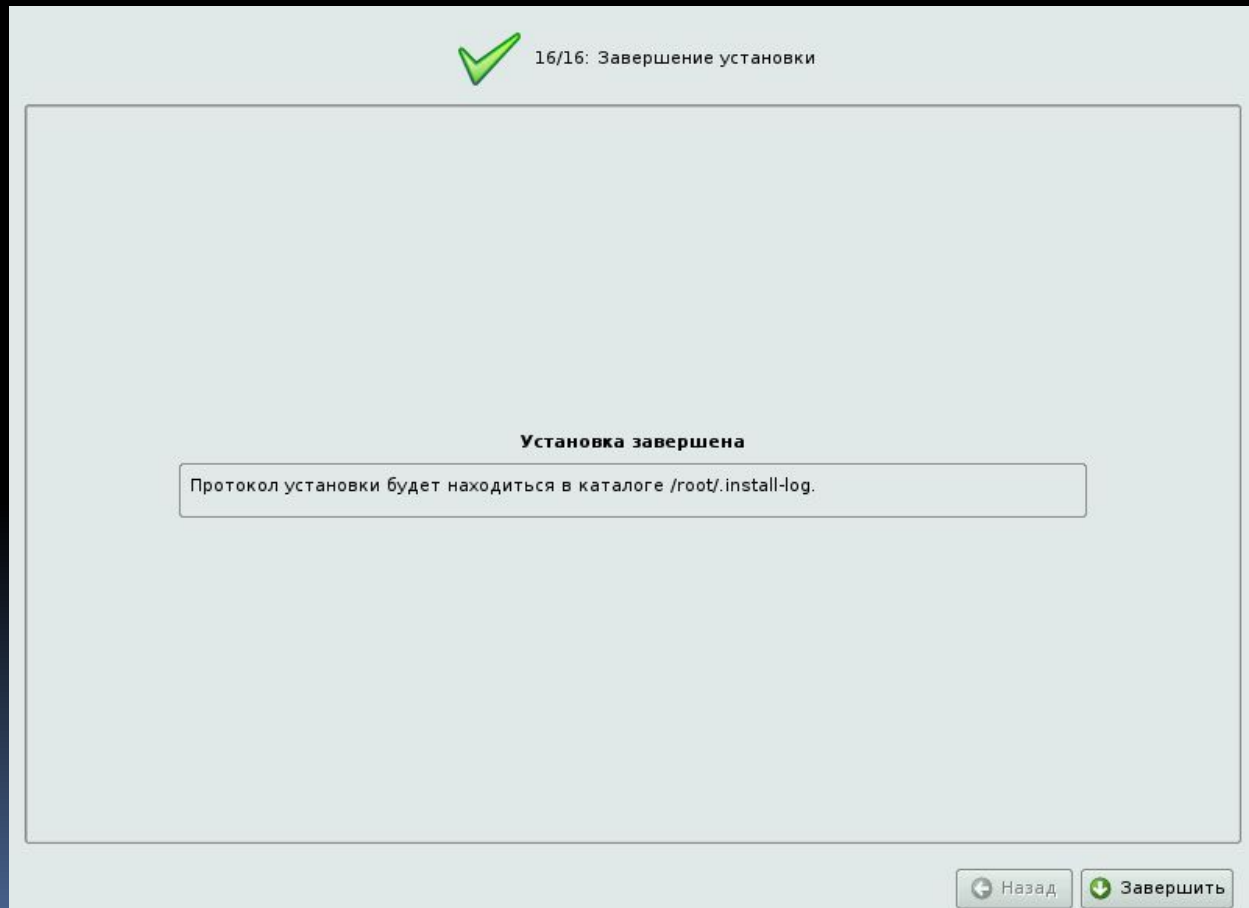 16/16: Завершение установки
Установка завершена
Протокол установки будет находиться в каталоге /root/.install-log.
Назад
Завершить